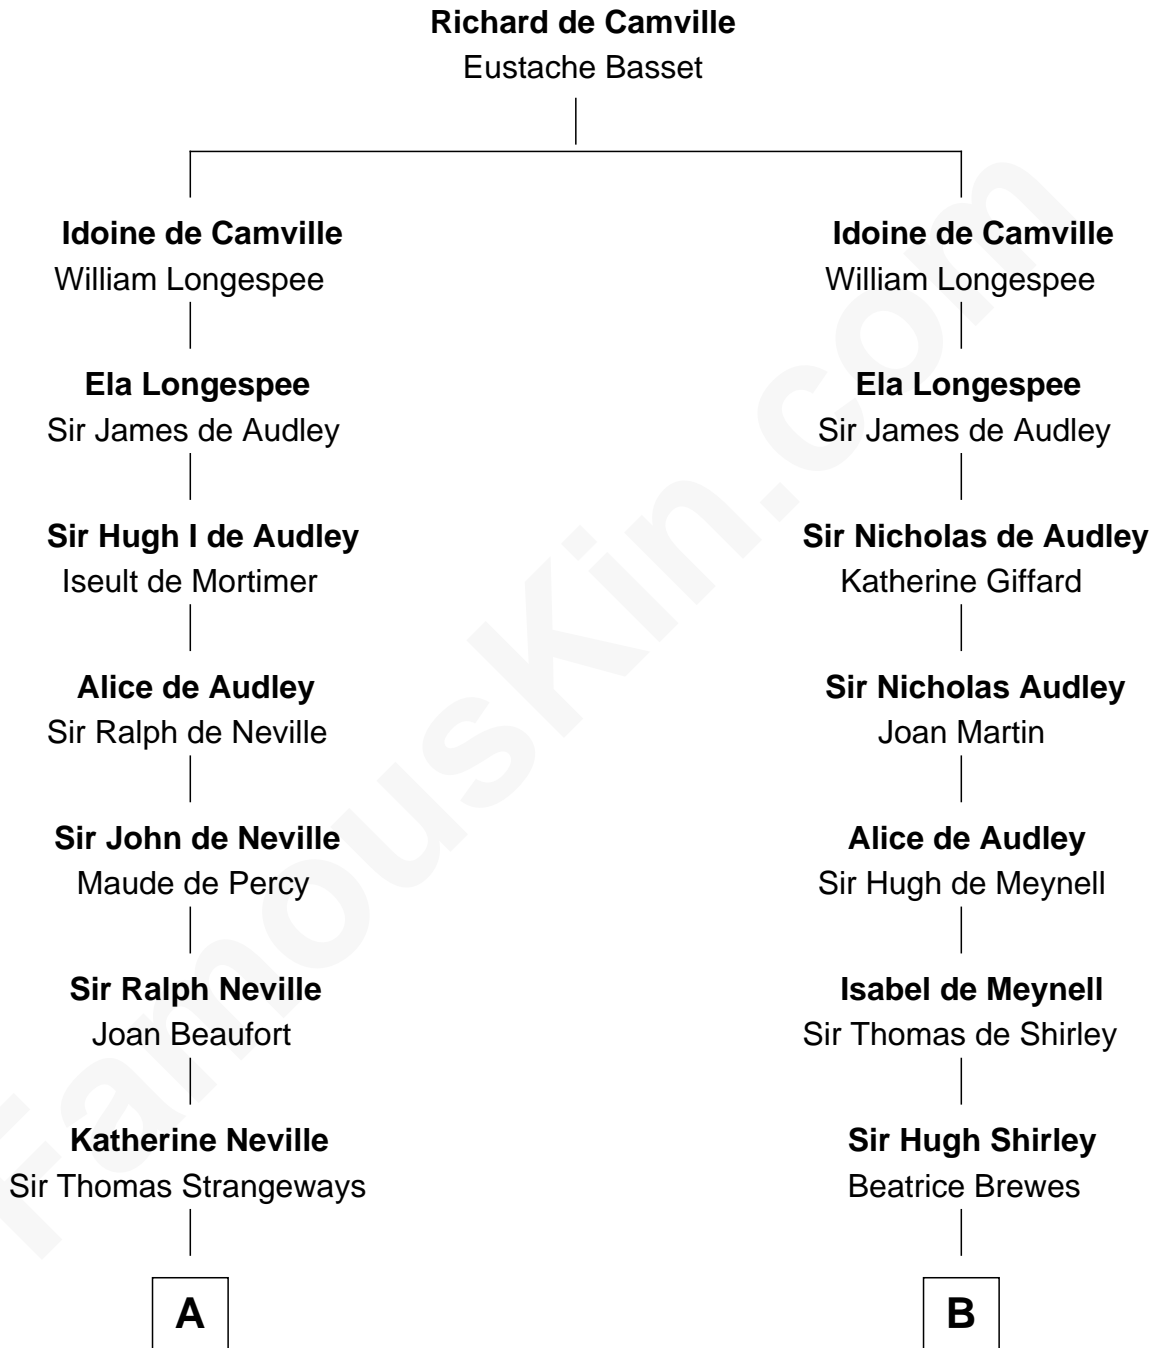 Richard de Camville
Eustache Basset
Idoine de Camville
William Longespee
Ela Longespee
Sir James de Audley
Sir Hugh I de Audley
Iseult de Mortimer
Alice de Audley
Sir Ralph de Neville
Sir John de Neville
Maude de Percy
Sir Ralph Neville
Joan Beaufort
Katherine Neville
Sir Thomas Strangeways
A
Idoine de Camville
William Longespee
Ela Longespee
Sir James de Audley
Sir Nicholas de Audley
Katherine Giffard
Sir Nicholas Audley
Joan Martin
Alice de Audley
Sir Hugh de Meynell
Isabel de Meynell
Sir Thomas de Shirley
Sir Hugh Shirley
Beatrice Brewes
B
FamousKin.com